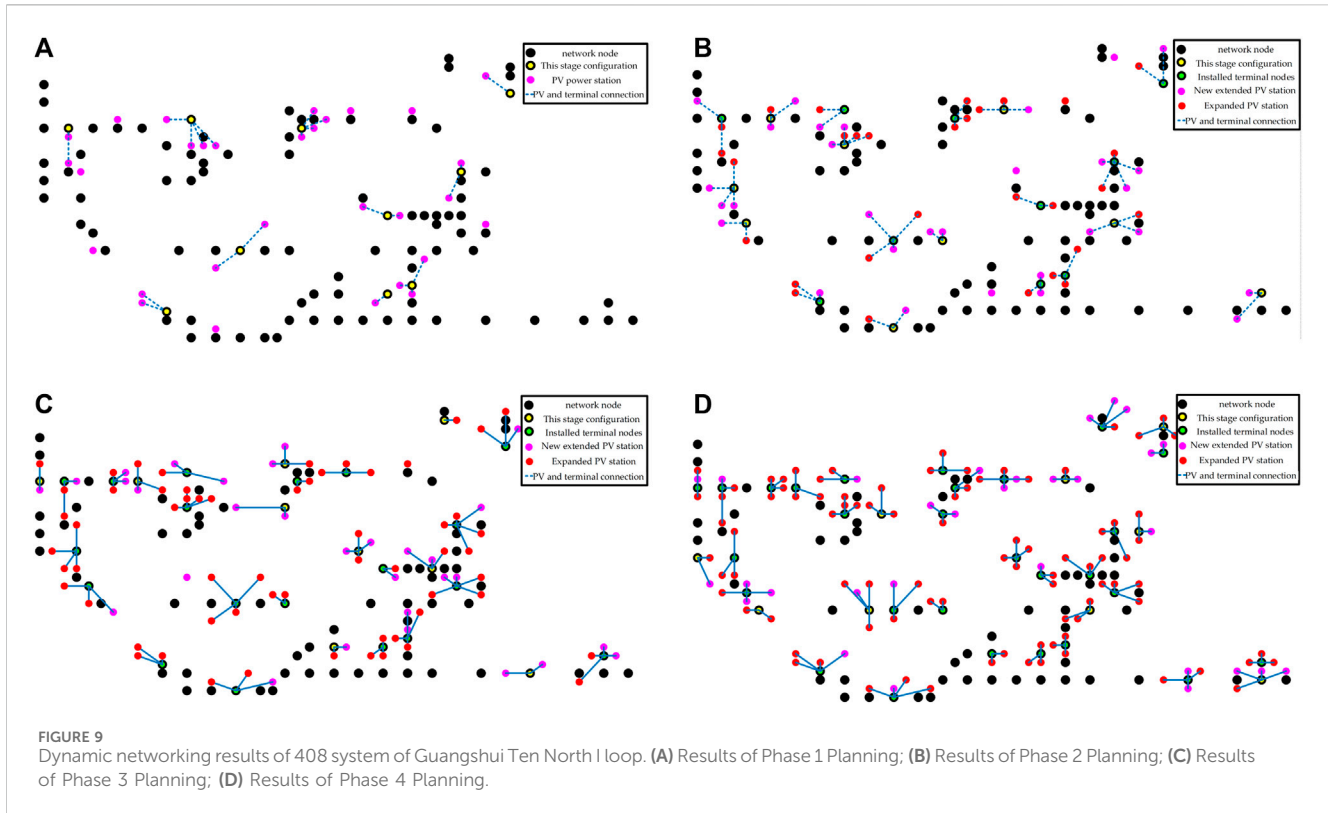 A
network node
This stage configuration
PV power station
PV and terminal connection
B
network node
This stage configuration
Installed terminal nodes
New extended PV station
Expanded PV station
PV and terminal connection
C
network node
This stage configuration
Installed terminal nodes
New extended PV station
Expanded PV station
PV and terminal connection
D
network node
This stage configuration
Installed terminal nodes
New extended PV station
Expanded PV station
PV and terminal connection
FIGURE 9
Dynamic networking results of 408 system of Guangshui Ten North I loop. (A) Results of Phase 1 Planning; (B) Results of Phase 2 Planning; (C) Results
of Phase 3 Planning; (D) Results of Phase 4 Planning.